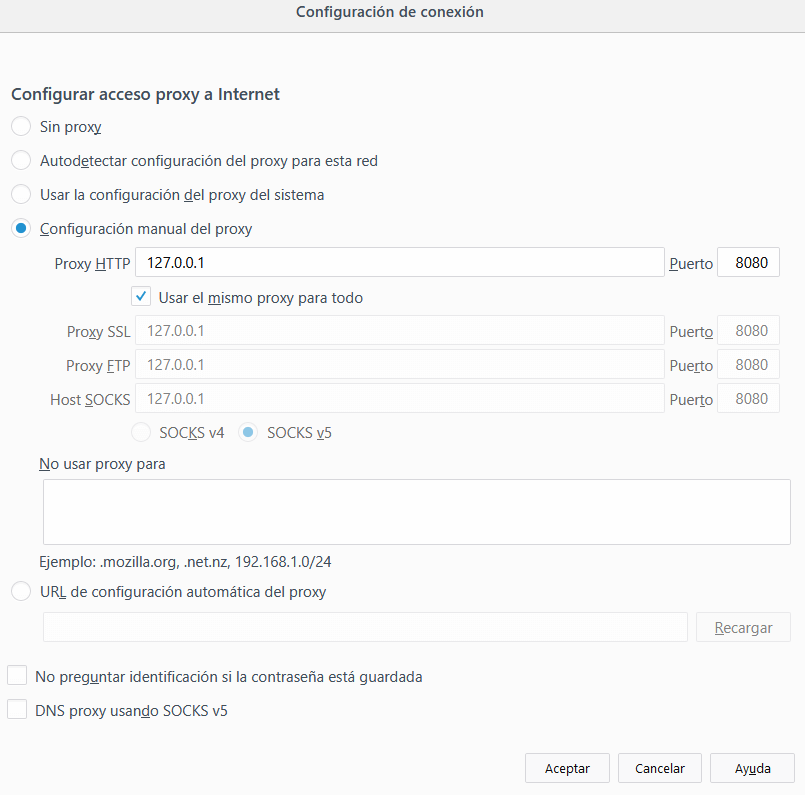 Configuración de conexión
Configurar acceso proxy a Internet
Sin proxy
Autodetectar configuración del proxy para esta red
Usar la configuración del proxy del sistema
Configuración manual del proxy
Proxy HTTP 127.0.0.1 Puerto 8080
Usar el mismo proxy para todo
Proxy SSL 127.0.0.1 Puerto 8080
Proxy FTP 127.0.0.1 Puerto 8080
Host SOCKS 127.0.0.1 Puerto 8080
SOCKS v4 SOCKS v5
No usar proxy para
Ejemplo: .mozilla.org, .net.nz, 192.168.1.0/24
URL de configuración automática del proxy
Recargar
No preguntar identificación si la contraseña está guardada
DNS proxy usando SOCKS v5
Aceptar Cancelar Ayuda